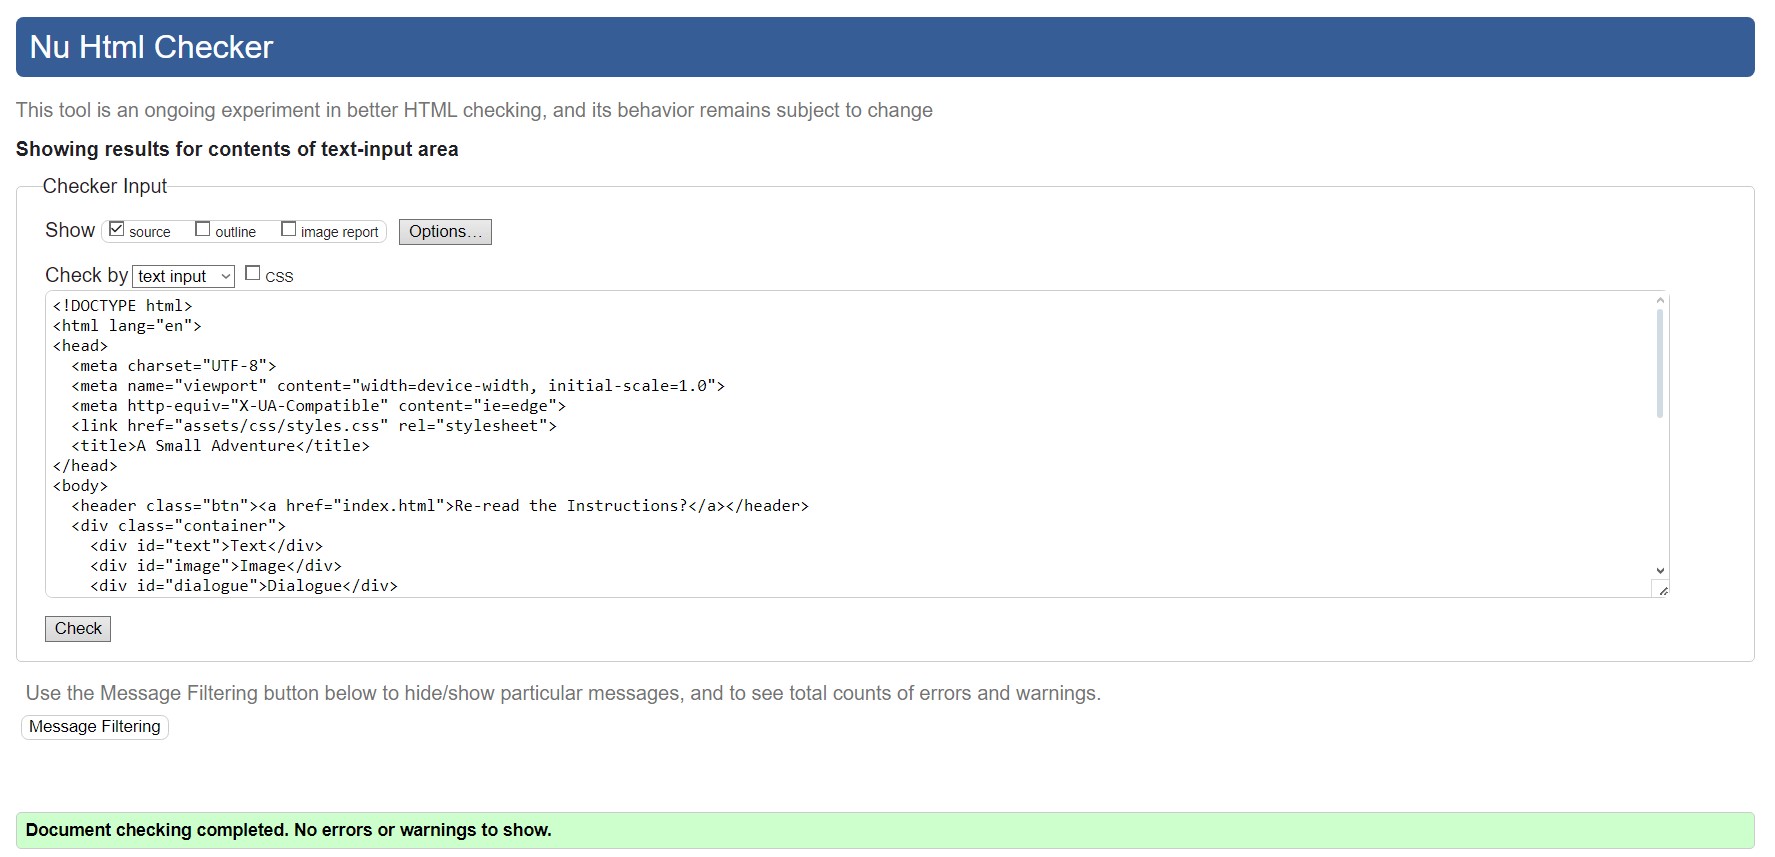 Nu Html Checker
This tool is an ongoing experiment in better HTML checking, and its behavior remains subject to change
Showing results for contents of text-input area
Checker Input
Show source outline image report Options...
Check by text input CSS
<!DOCTYPE html>
<html lang="en">
<head>
  <meta charset="UTF-8">
  <meta name="viewport" content="width=device-width, initial-scale=1.0">
  <meta http-equiv="X-UA-Compatible" content="ie=edge">
  <link href="assets/css/styles.css" rel="stylesheet">
  <title>A Small Adventure</title>
</head>
<body>
  <header class="btn"><a href="index.html">Re-read the Instructions?</a></header>
  <div class="container">
    <div id="text">Text</div>
    <div id="image">Image</div>
    <div id="dialogue">Dialogue</div>
Check
Use the Message Filtering button below to hide/show particular messages, and to see total counts of errors and warnings.
Message Filtering
Document checking completed. No errors or warnings to show.